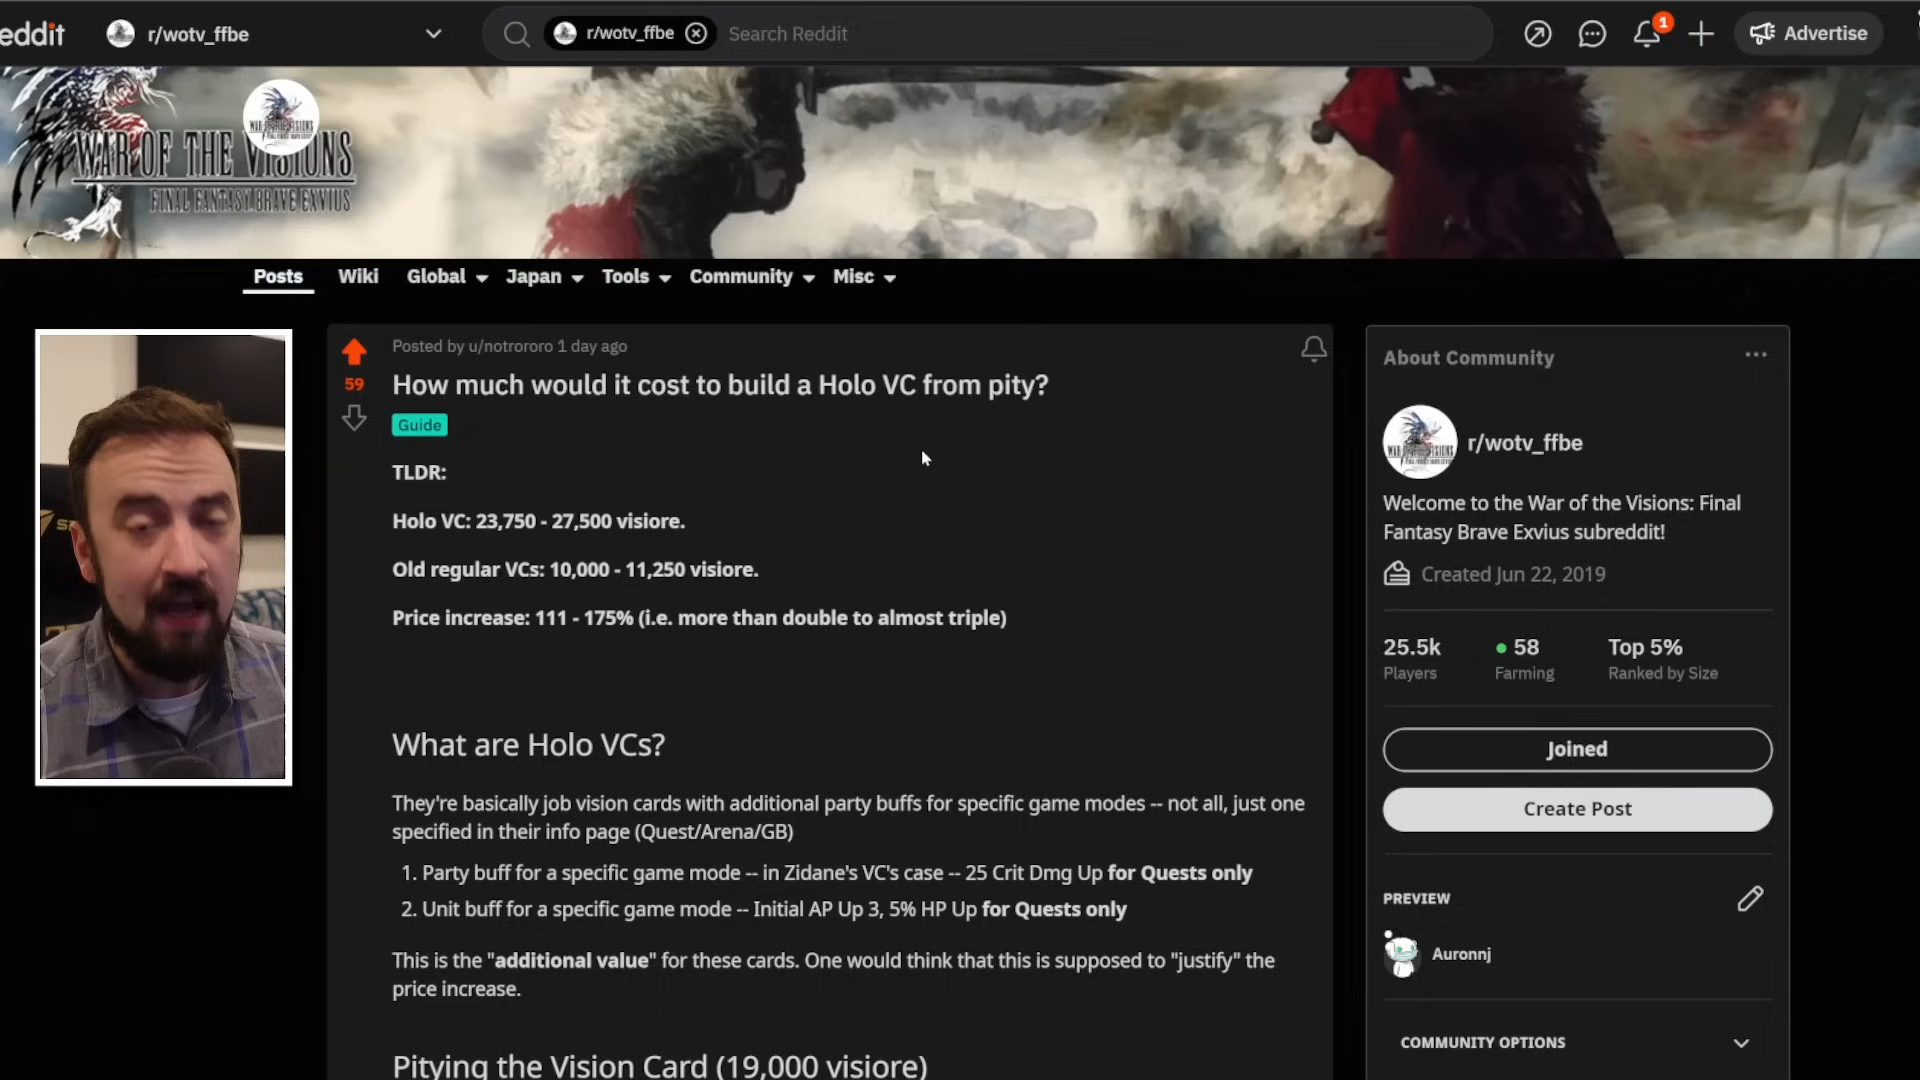 eddit
r/wotv_ffbe
r/wotv_ffbe
Search Reddit
1
Advertise
WAR OF THE VISIONS
FINAL FANTASY BRAVE EXVIUS
Posts
Wiki
Global
Japan
Tools
Community
Misc
59
Posted by u/notrororo 1 day ago
How much would it cost to build a Holo VC from pity?
Guide
TLDR:
Holo VC: 23,750 - 27,500 visiore.
Old regular VCs: 10,000 - 11,250 visiore.
Price increase: 111 - 175% (i.e. more than double to almost triple)
What are Holo VCs?
They're basically job vision cards with additional party buffs for specific game modes -- not all, just one
specified in their info page (Quest/Arena/GB)
1. Party buff for a specific game mode -- in Zidane's VC's case -- 25 Crit Dmg Up for Quests only
2. Unit buff for a specific game mode -- Initial AP Up 3, 5% HP Up for Quests only
This is the "additional value" for these cards. One would think that this is supposed to "justify" the
price increase.
Pitying the Vision Card (19,000 visiore)
About Community
r/wotv_ffbe
Welcome to the War of the Visions: Final
Fantasy Brave Exvius subreddit!
Created Jun 22, 2019
25.5k
58
Top 5%
Players
Farming
Ranked by Size
Joined
Create Post
PREVIEW
Auronnj
COMMUNITY OPTIONS